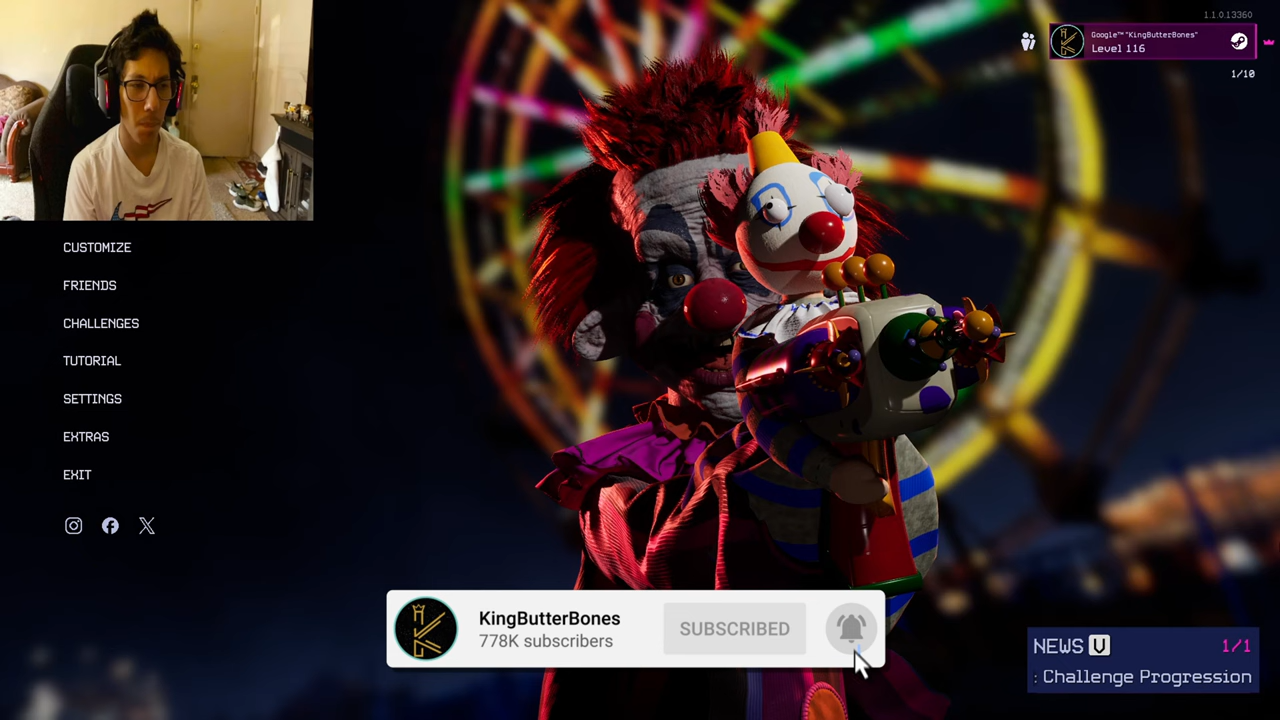 1.1.0.13360
Google™ "KingButterBones"
Level 116
1/10
CUSTOMIZE
FRIENDS
CHALLENGES
TUTORIAL
SETTINGS
EXTRAS
EXIT
KingButterBones
778K subscribers
SUBSCRIBED
NEWS U 1/1
: Challenge Progression